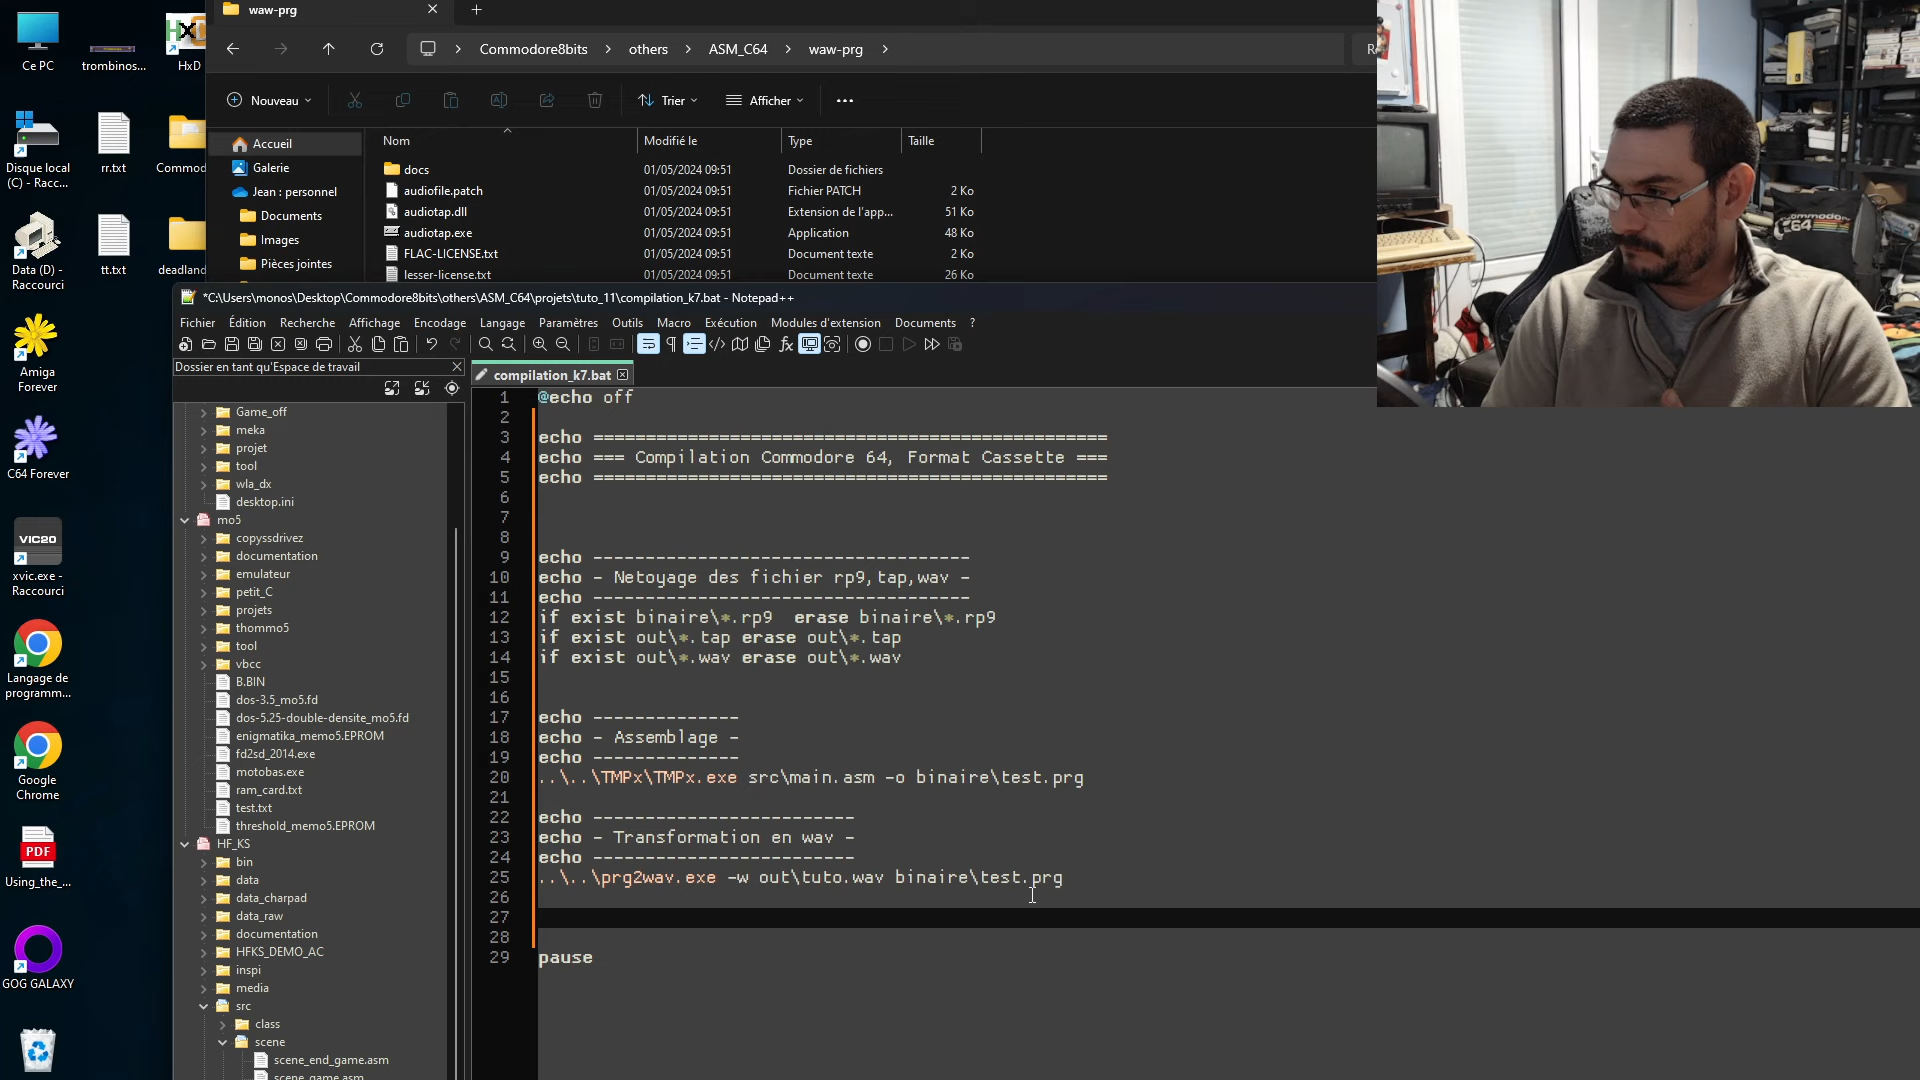 waw-prg
Commodore8bits > others > ASM_C64 > waw-prg >
Nouveau
Trier
Afficher
Nom
Modifié le
Type
Taille
Accueil
Galerie
Jean : personnel
Documents
Images
Pièces jointes
docs 01/05/2024 09:51 Dossier de fichiers
audiofile.patch 01/05/2024 09:51 Fichier PATCH 2 Ko
audiotap.dll 01/05/2024 09:51 Extension de l'app... 51 Ko
audiotap.exe 01/05/2024 09:51 Application 48 Ko
FLAC-LICENSE.txt 01/05/2024 09:51 Document texte 2 Ko
lesser-license.txt 01/05/2024 09:51 Document texte 26 Ko
Ce PC
trombinos...
HxD
Disque local
(C) - Racc...
rr.txt
Commod
Data (D) -
Raccourci
tt.txt
deadland
Amiga
Forever
C64 Forever
VIC20
xvic.exe -
Raccourci
Langage de
programm...
Google
Chrome
PDF
Using_the_...
GOG GALAXY
commodore
C64
*C:\Users\monos\Desktop\Commodore8bits\others\ASM_C64\projets\tuto_11\compilation_k7.bat - Notepad++
Fichier Édition Recherche Affichage Encodage Langage Paramètres Outils Macro Exécution Modules d'extension Documents ?
Dossier en tant qu'Espace de travail
Game_off
meka
projet
tool
wla_dx
desktop.ini
mo5
copyssdrivez
documentation
emulateur
petit_C
projets
thommo5
tool
vbcc
B.BIN
dos-3.5_mo5.fd
dos-5.25-double-densite_mo5.fd
enigmatika_memo5.EPROM
fd2sd_2014.exe
motobas.exe
ram_card.txt
test.txt
threshold_memo5.EPROM
HF_KS
bin
data
data_charpad
data_raw
documentation
HFKS_DEMO_AC
inspi
media
src
class
scene
scene_end_game.asm
scene_game.asm
compilation_k7.bat
1 @echo off
2
3 echo =================================================
4 echo === Compilation Commodore 64, Format Cassette ===
5 echo =================================================
6
7
8
9 echo ------------------------------------
10 echo - Netoyage des fichier rp9,tap,wav -
11 echo ------------------------------------
12 if exist binaire\*.rp9  erase binaire\*.rp9
13 if exist out\*.tap erase out\*.tap
14 if exist out\*.wav erase out\*.wav
15
16
17 echo --------------
18 echo - Assemblage -
19 echo --------------
20 ..\..\TMPx\TMPx.exe src\main.asm -o binaire\test.prg
21
22 echo -------------------------
23 echo - Transformation en wav -
24 echo -------------------------
25 ..\..\prg2wav.exe -w out\tuto.wav binaire\test.prg
26
27
28
29 pause